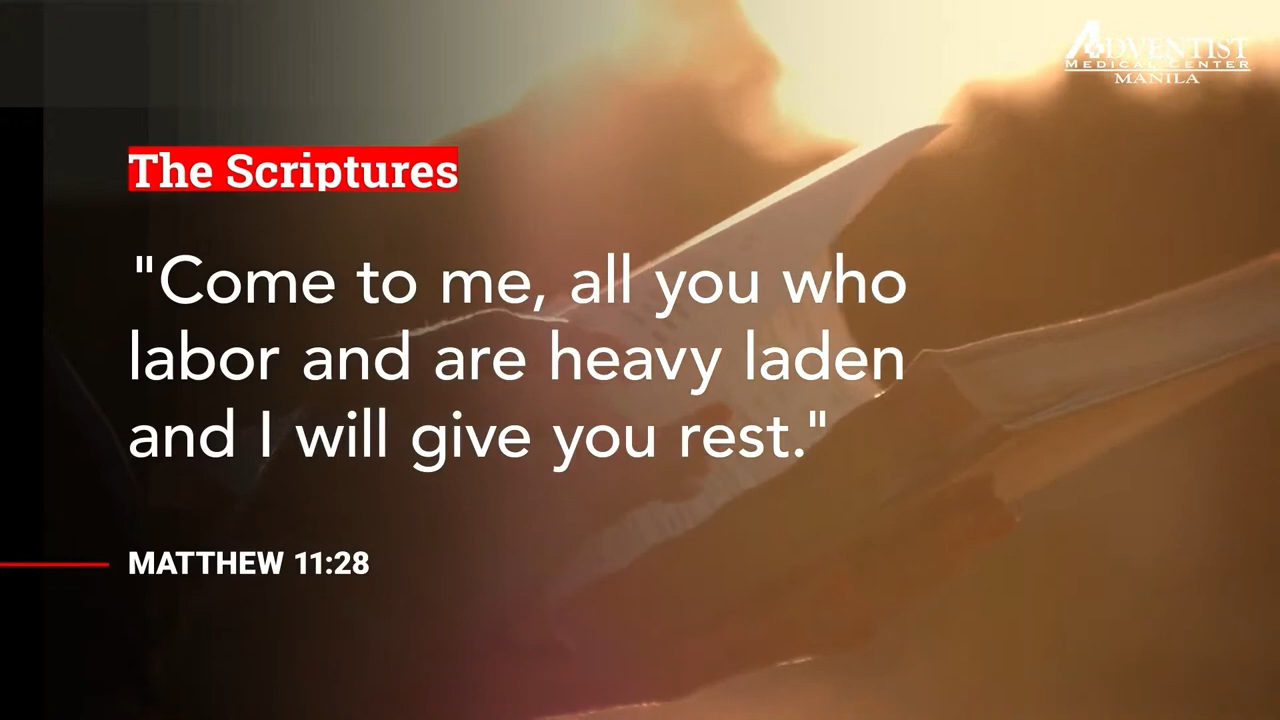 ADVENTIST
MEDICAL CENTER
MANILA
The Scriptures
"Come to me, all you who
labor and are heavy laden
and I will give you rest."
MATTHEW 11:28